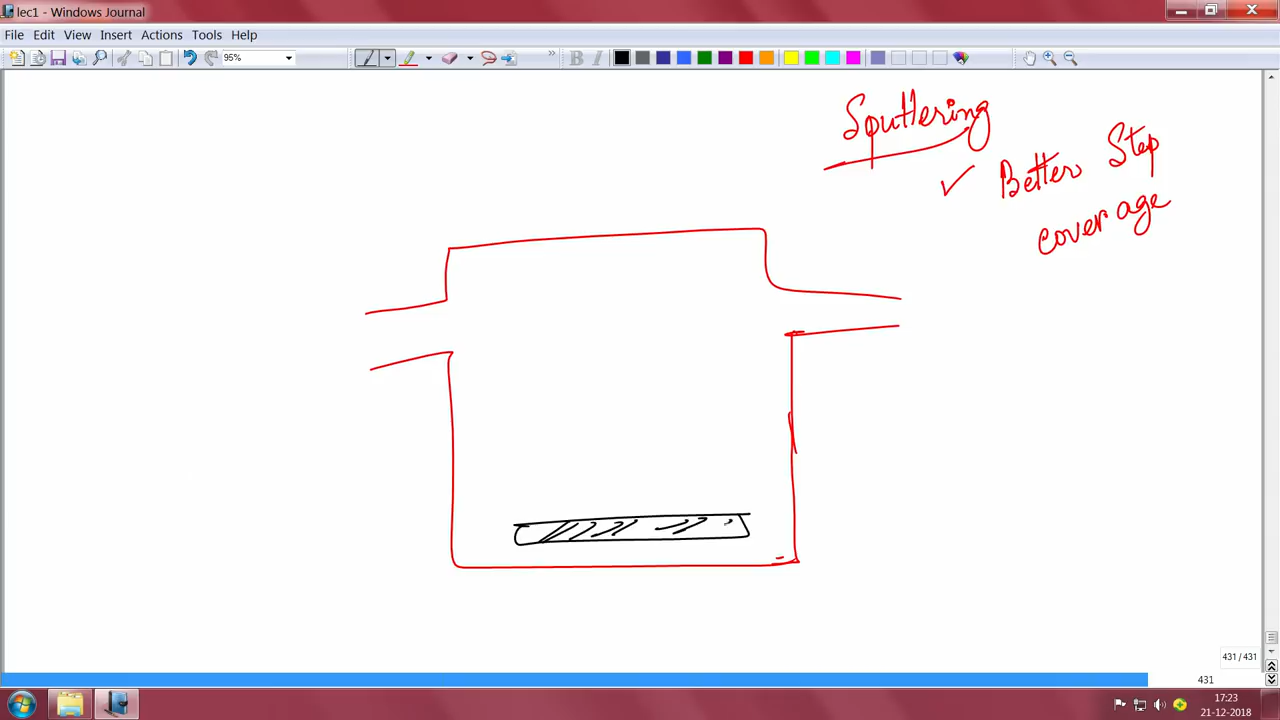 lec1 - Windows Journal
File Edit View Insert Actions Tools Help
95%
B I
Sputtering
✓ Better Step
coverage
431 / 431
431
17:23
21-12-2018